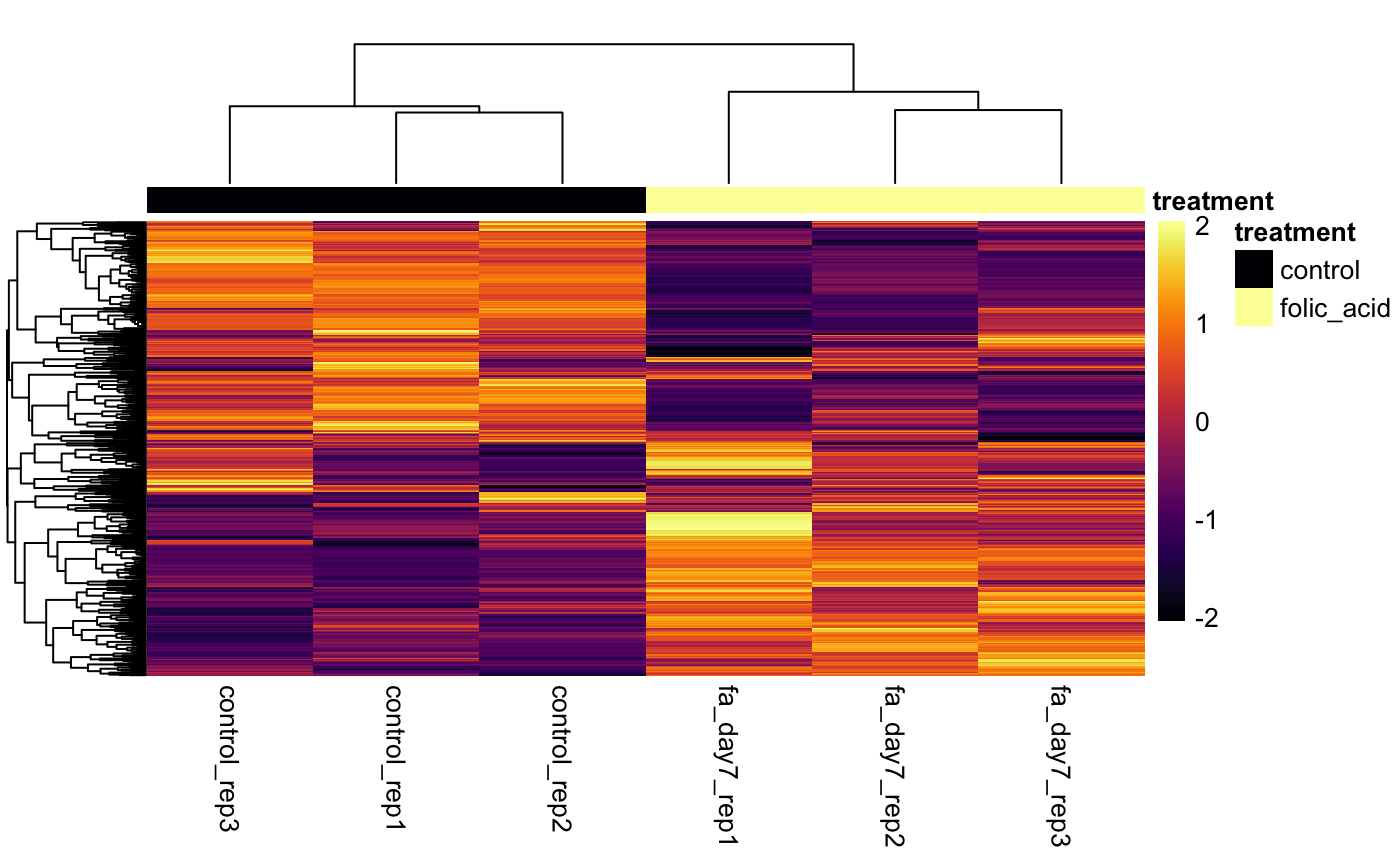 treatment
2
1
0
-1
-2
treatment
control
folic_acid
control_rep3
control_rep1
control_rep2
fa_day7_rep1
fa_day7_rep2
fa_day7_rep3